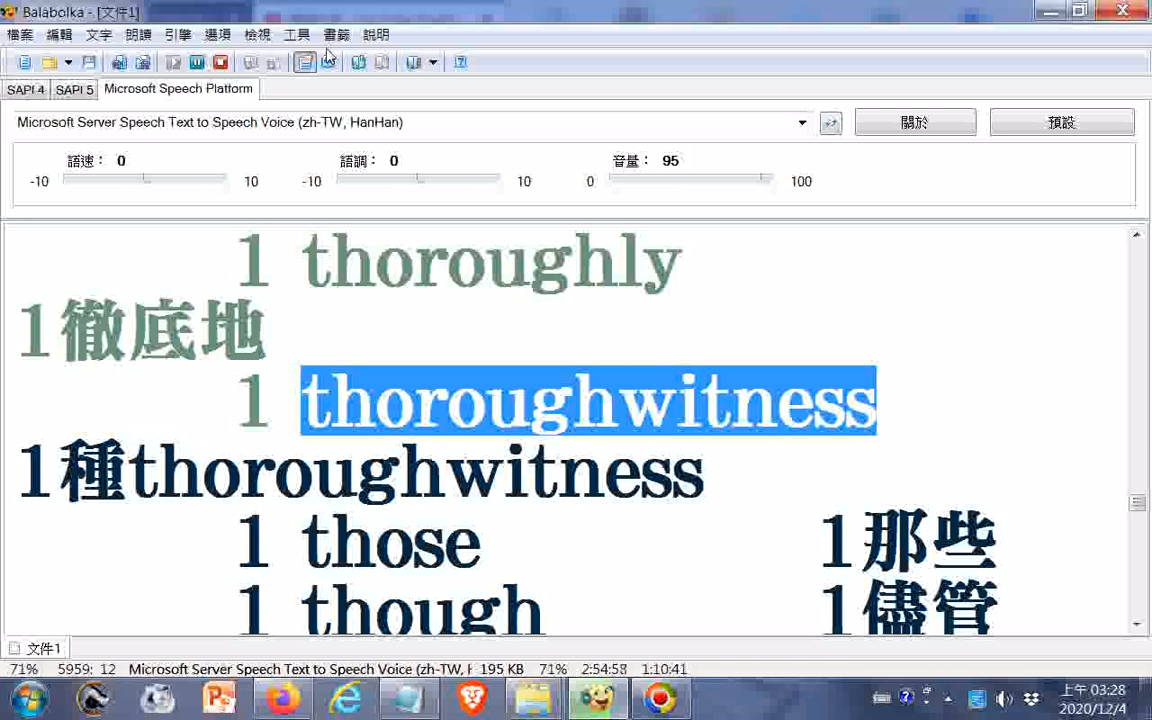 Balabolka - [文件1]
檔案 編輯 文字 朗讀 引擎 選項 檢視 工具 書籤 說明
SAPI 4 SAPI 5 Microsoft Speech Platform
Microsoft Server Speech Text to Speech Voice (zh-TW, HanHan) 關於 預設
語速： 0 語調： 0 音量： 95
-10 10 -10 10 0 100
1 thoroughly
1徹底地
1 thoroughwitness
1種thoroughwitness
1 those 1那些
1 though 1儘管
文件1
71% 5959: 12 Microsoft Server Speech Text to Speech Voice (zh-TW, 195 KB 71% 2:54:58 1:10:41
上午 03:28
2020/12/4